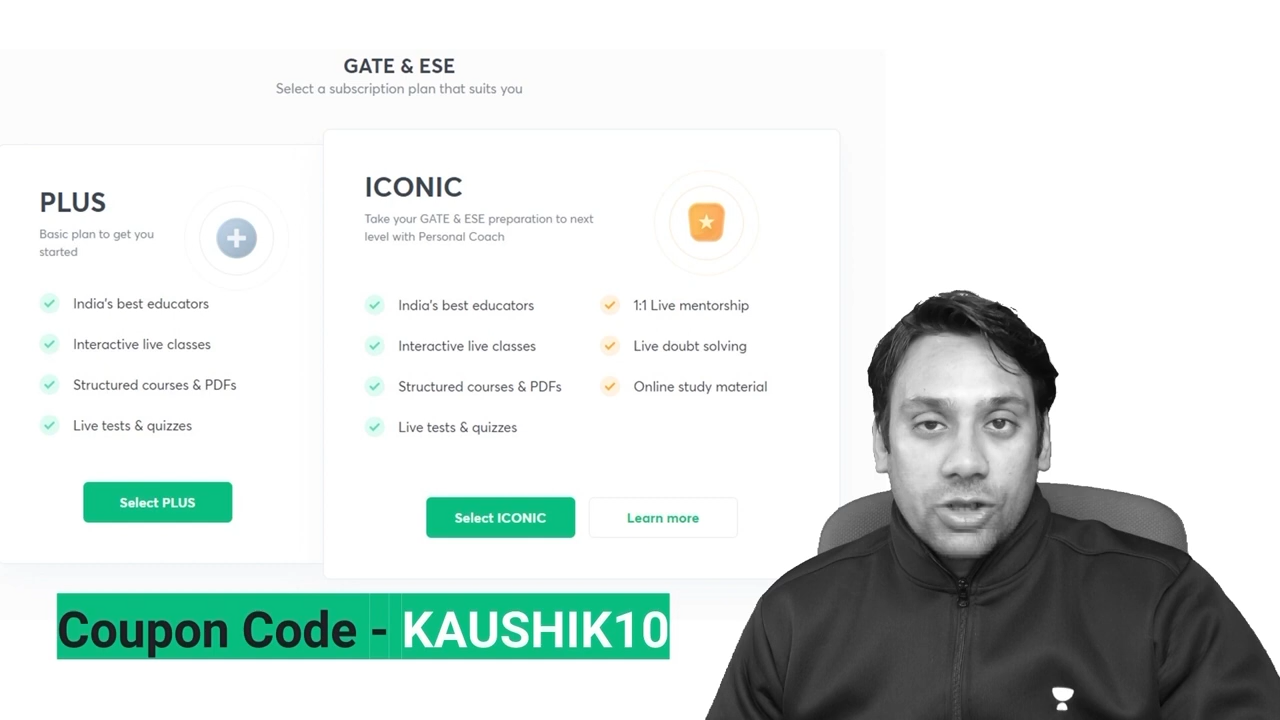 GATE & ESE
Select a subscription plan that suits you
PLUS
Basic plan to get you
started
India's best educators
Interactive live classes
Structured courses & PDFs
Live tests & quizzes
Select PLUS
ICONIC
Take your GATE & ESE preparation to next
level with Personal Coach
India's best educators
Interactive live classes
Structured courses & PDFs
Live tests & quizzes
1:1 Live mentorship
Live doubt solving
Online study material
Select ICONIC
Learn more
Coupon Code - KAUSHIK10